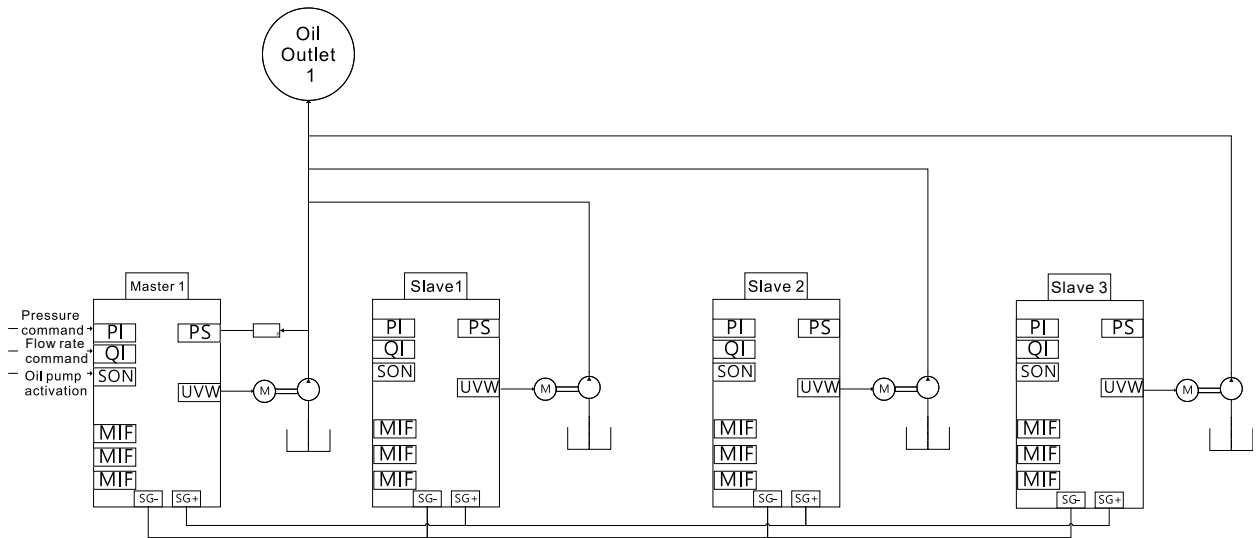 Oil
Outlet
1
Master 1
Slave1
Slave 2
Slave 3
Pressure
command
Flow rate
command
Oil pump
activation
PI
QI
SON
PS
UVW
M
MIF
MIF
MIF
SG-
SG+
PI
QI
SON
PS
UVW
M
MIF
MIF
MIF
SG-
SG+
PI
QI
SON
PS
UVW
M
MIF
MIF
MIF
SG-
SG+
PI
QI
SON
PS
UVW
M
MIF
MIF
MIF
SG-
SG+